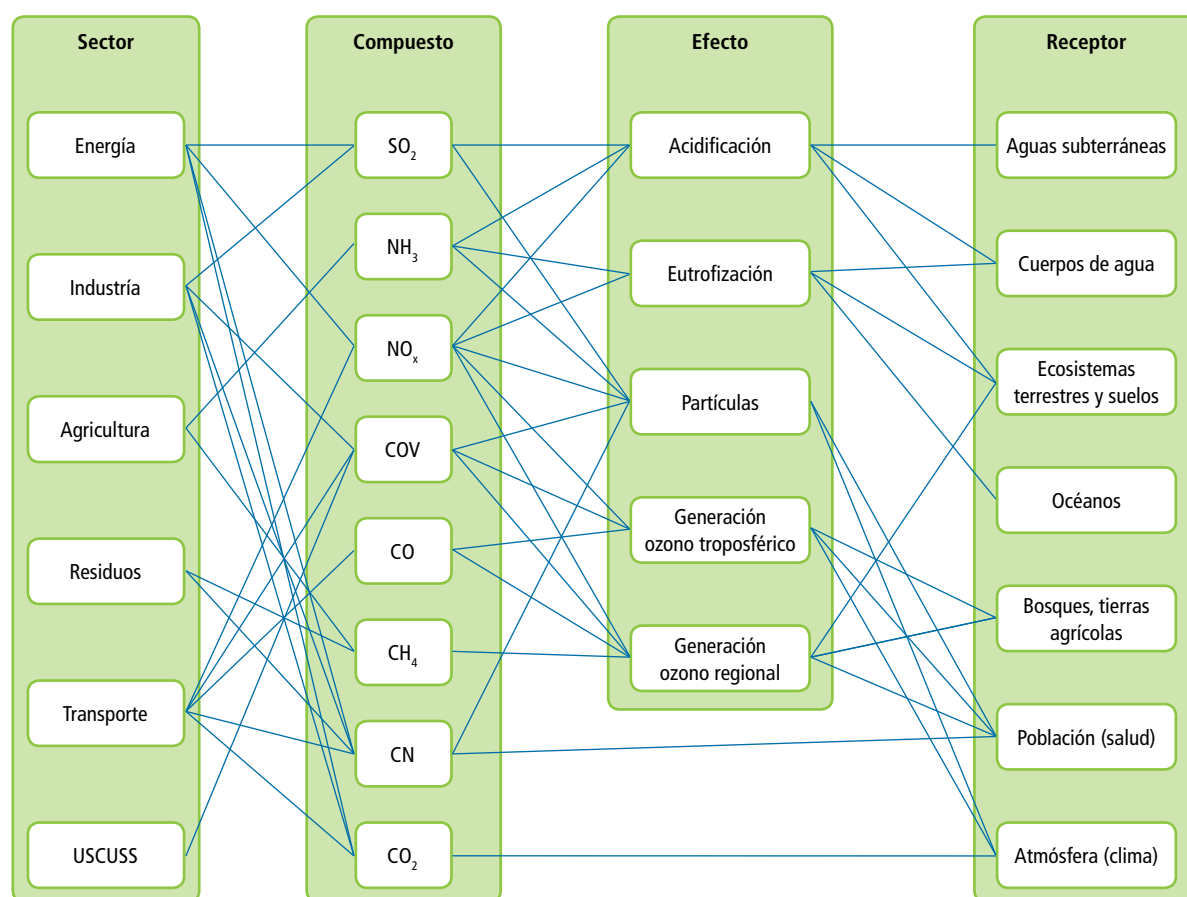 Sector
Energía
Industría
Agricultura
Residuos
Transporte
USCUSS
Compuesto
SO₂
NH₃
NOₓ
COV
CO
CH₄
CN
CO₂
Efecto
Acidificación
Eutrofización
Partículas
Generación
ozono troposférico
Generación
ozono regional
Receptor
Aguas subterráneas
Cuerpos de agua
Ecosistemas
terrestres y suelos
Océanos
Bosques, tierras
agrícolas
Población (salud)
Atmósfera (clima)